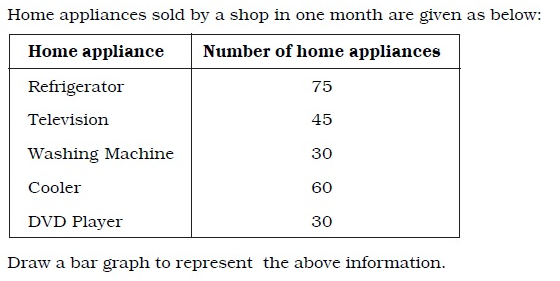 Home appliances sold by a shop in one month are given as below:
Home appliance Number of home appliances
Refrigerator 75
Television 45
Washing Machine 30
Cooler 60
DVD Player 30
Draw a bar graph to represent the above information.